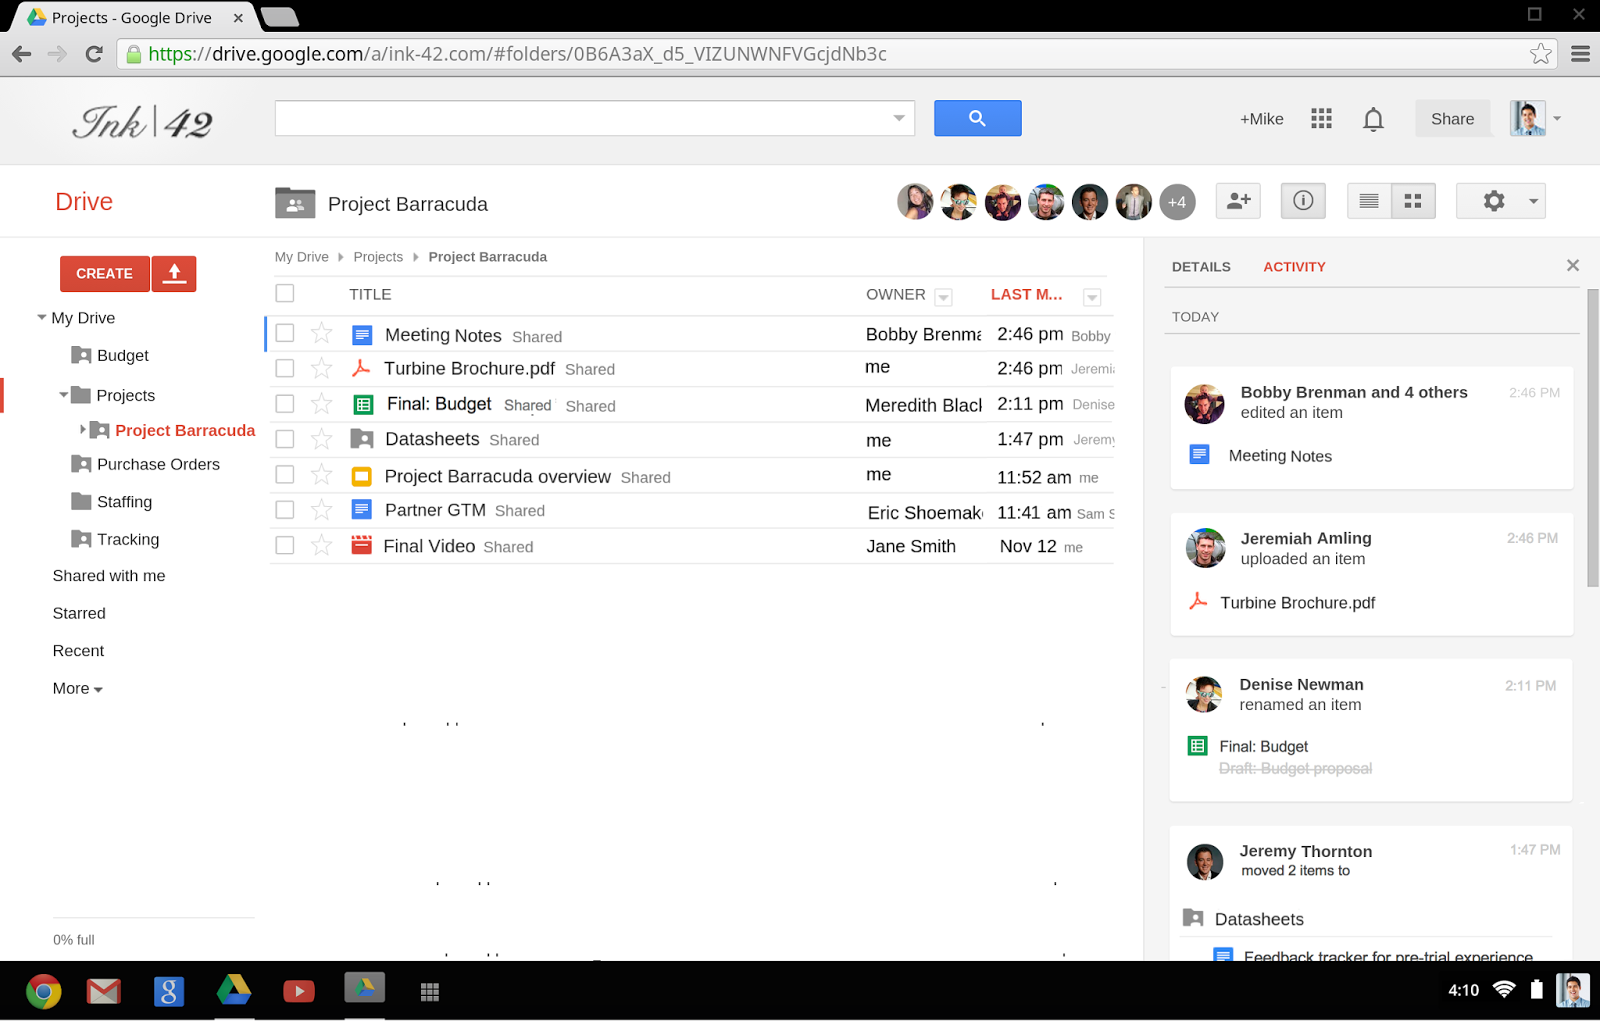 Projects - Google Drive
https://drive.google.com/a/ink-42.com/#folders/0B6A3aX_d5_VIZUNWNFVGcjdNb3c
Ink|42
+Mike
Share
Drive
Project Barracuda
+4
CREATE
My Drive
Budget
Projects
Project Barracuda
Purchase Orders
Staffing
Tracking
Shared with me
Starred
Recent
More
0% full
My Drive Projects Project Barracuda
TITLE OWNER LAST M...
Meeting Notes Shared Bobby Brenma 2:46 pm Bobby
Turbine Brochure.pdf Shared me 2:46 pm Jeremia
Final: Budget Shared Shared Meredith Black 2:11 pm Denise
Datasheets Shared me 1:47 pm Jeremy
Project Barracuda overview Shared me 11:52 am me
Partner GTM Shared Eric Shoemak 11:41 am Sam S
Final Video Shared Jane Smith Nov 12 me
DETAILS ACTIVITY
TODAY
Bobby Brenman and 4 others 2:46 PM
edited an item
Meeting Notes
Jeremiah Amling 2:46 PM
uploaded an item
Turbine Brochure.pdf
Denise Newman 2:11 PM
renamed an item
Final: Budget
Draft: Budget proposal
Jeremy Thornton 1:47 PM
moved 2 items to
Datasheets
Feedback tracker for pre-trial experience
g
4:10